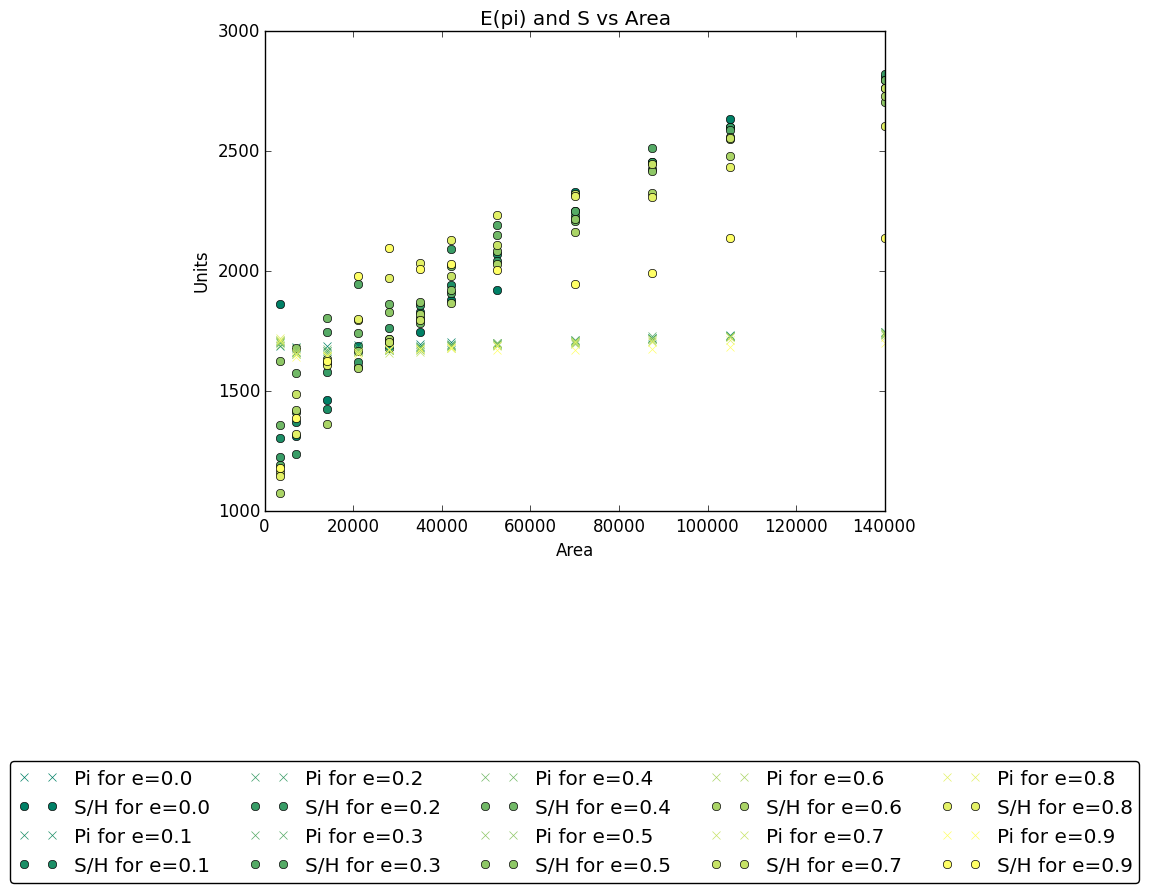 E(pi) and S vs Area
3000
2500
2000
1500
1000
Units
0 20000 40000 60000 80000 100000 120000 140000
Area
Pi for e=0.0 Pi for e=0.2 Pi for e=0.4 Pi for e=0.6 Pi for e=0.8
S/H for e=0.0 S/H for e=0.2 S/H for e=0.4 S/H for e=0.6 S/H for e=0.8
Pi for e=0.1 Pi for e=0.3 Pi for e=0.5 Pi for e=0.7 Pi for e=0.9
S/H for e=0.1 S/H for e=0.3 S/H for e=0.5 S/H for e=0.7 S/H for e=0.9